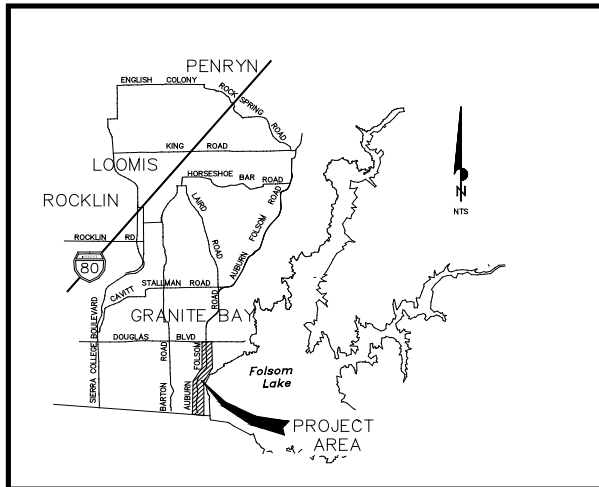 PENRYN
ENGLISH COLONY
ROCK SPRING ROAD
KING ROAD
LOOMIS
HORSESHOE BAR ROAD
ROCKLIN
LAIRD ROAD
AUBURN FOLSOM ROAD
N
NTS
ROCKLIN RD
80
CAVITT STALLMAN ROAD
GRANITE BAY
SIERRA COLLEGE BOULEVARD
DOUGLAS BLVD
BARTON ROAD
AUBURN FOLSOM
Folsom
Lake
PROJECT
AREA